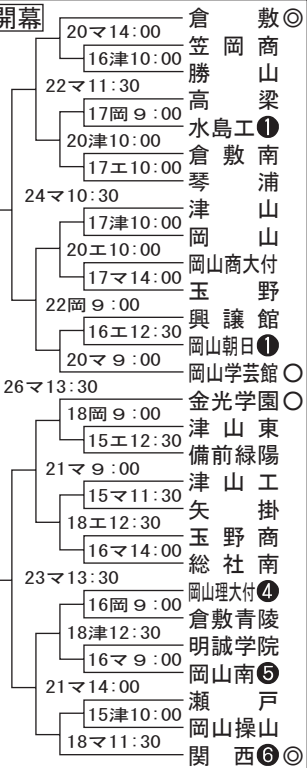 開幕
倉敷◎
20マ14:00
笠岡商
16津10:00
勝山
22マ11:30
高梁
17岡9:00
水島工❶
20津10:00
倉敷南
17エ10:00
琴浦
24マ10:30
津山
17津10:00
岡山
20エ10:00
岡山商大付
17マ14:00
玉野
22岡9:00
興譲館
16エ12:30
岡山朝日❶
20マ9:00
岡山学芸館○
26マ13:30
金光学園○
18岡9:00
津山東
15エ12:30
備前緑陽
21マ9:00
津山工
15マ11:30
矢掛
18エ12:30
玉野商
16マ14:00
総社南
23マ13:30
岡山理大付❹
16岡9:00
倉敷青陵
18津12:30
明誠学院
16マ9:00
岡山南❺
21マ14:00
瀬戸
15津10:00
岡山操山
18マ11:30
関西❻◎